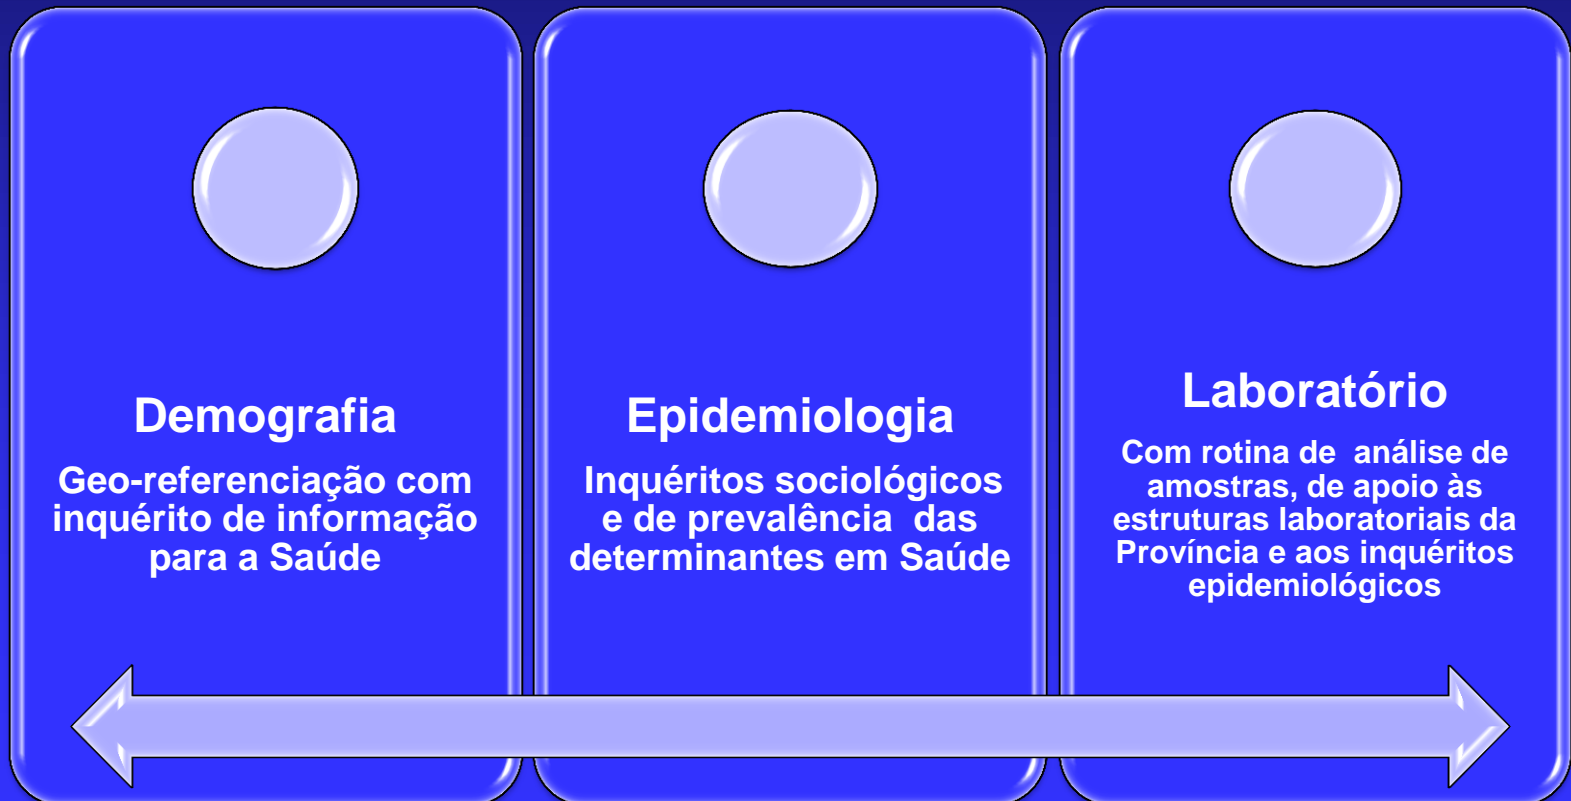 Demografia
Geo-referenciação com
inquérito de informação
para a Saúde
Epidemiologia
Inquéritos sociológicos
e de prevalência das
determinantes em Saúde
Laboratório
Com rotina de análise de
amostras, de apoio às
estruturas laboratoriais da
Província e aos inquéritos
epidemiológicos